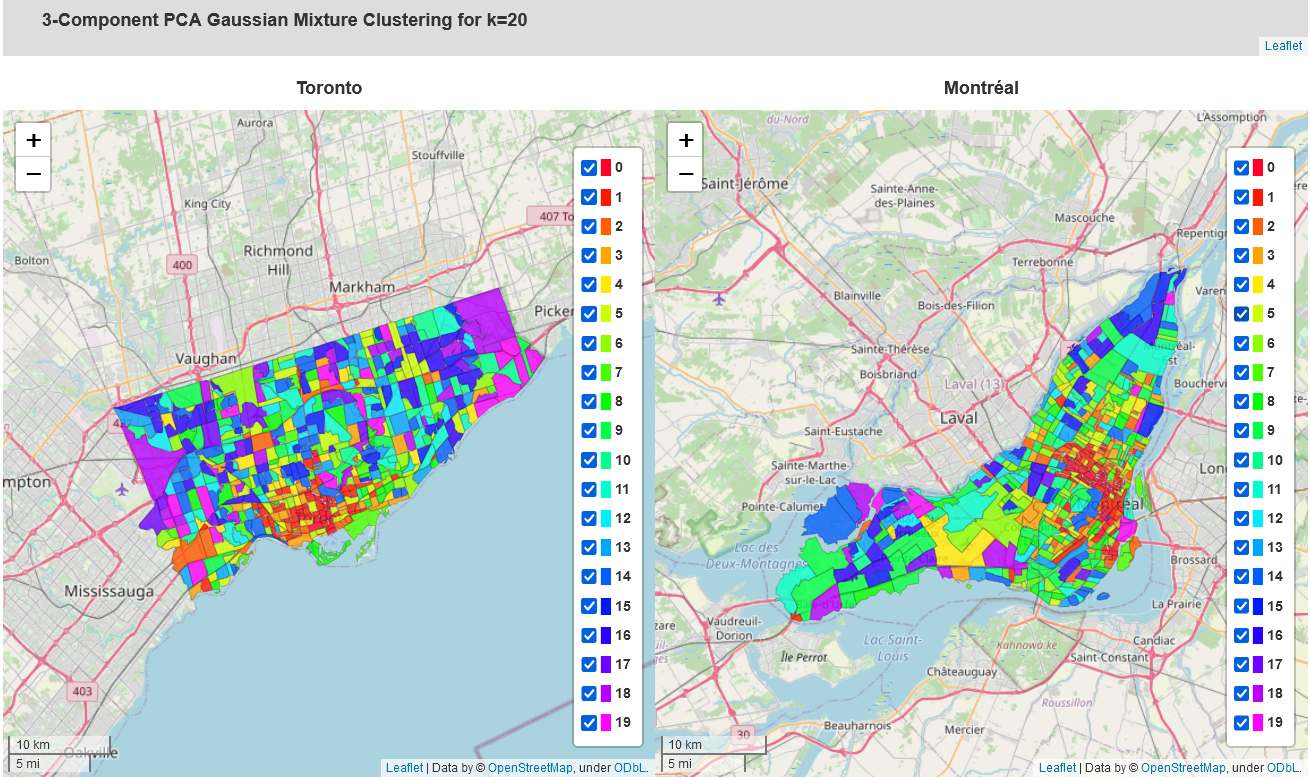 3-Component PCA Gaussian Mixture Clustering for k=20
Leaflet
Toronto
Montréal
+
−
Aurora
Stouffville
King City
407 To
Richmond
Hill
400
Bolton
Markham
Picker
Vaughan
mpton
Mississauga
403
Oakville
0
1
2
3
4
5
6
7
8
9
10
11
12
13
14
15
16
17
18
19
10 km
5 mi
Leaflet | Data by © OpenStreetMap, under ODbL.
+
−
du-Nord
L'Assomption
Saint-Jérôme
Sainte-Anne-
des-Plaines
Mascouche
Repentig
Terrebonne
Blainville
Bois-des-Filion
Varen
Sainte-Thérèse
Boisbriand
Laval (13)
Montréal-
Est
Boucherv
Laval
Saint-Eustache
Sainte-Marthe-
sur-le-Lac
Pointe-Calumet
Long
Montréal
Lac des
Deux-Montagnes
Brossard
Baie-d'Urfé
Vaudreuil-
Dorion
La Prairie
Île Perrot
Lac Saint-
Louis
Kahnawà:ke
Candiac
Saint-Constant
Châteauguay
Roussillon
Beauharnois
Mercier
30
0
1
2
3
4
5
6
7
8
9
10
11
12
13
14
15
16
17
18
19
10 km
5 mi
Leaflet | Data by © OpenStreetMap, under ODbL.